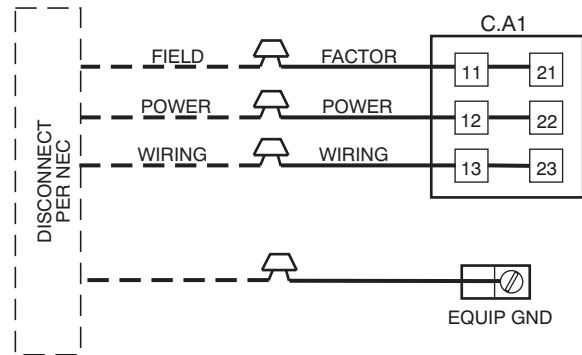 C.A1
FIELD FACTOR
11 21
POWER POWER
12 22
WIRING WIRING
13 23
DISCONNECT
PER NEC
EQUIP GND